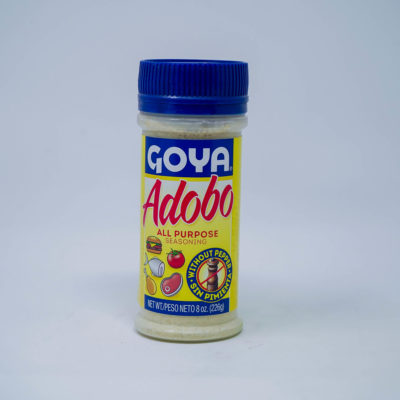 GOYA®
Adobo
ALL PURPOSE
SEASONING
WITHOUT PEPPER
SIN PIMIENTA
NET WT./PESO NETO 8 oz. (226g)